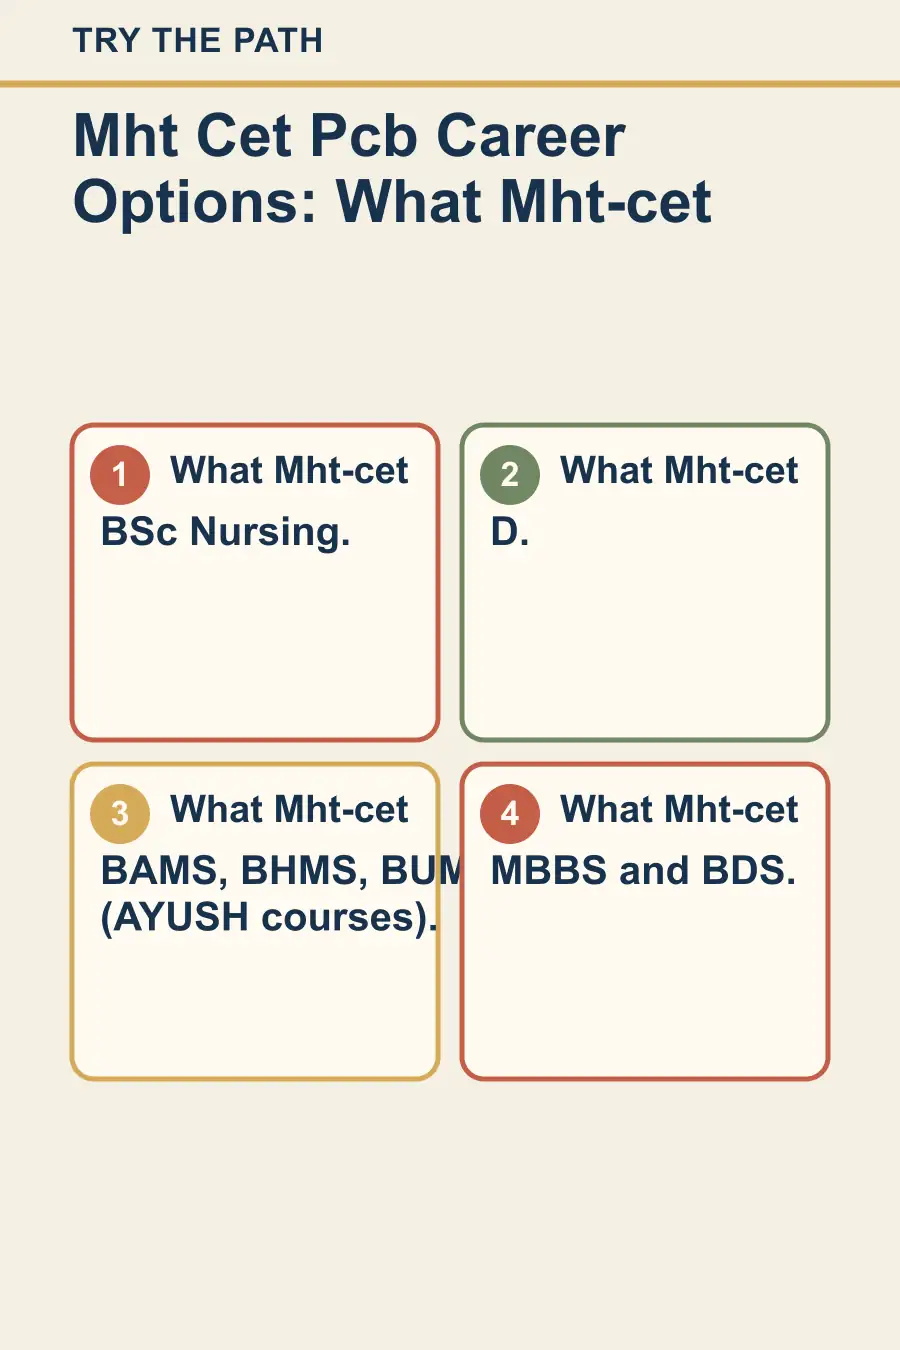 TRY THE PATH
Mht Cet Pcb Career
Options: What Mht-cet
1 What Mht-cet
BSc Nursing.
2 What Mht-cet
D.
3 What Mht-cet
BAMS, BHMS, BUM
(AYUSH courses).
4 What Mht-cet
MBBS and BDS.